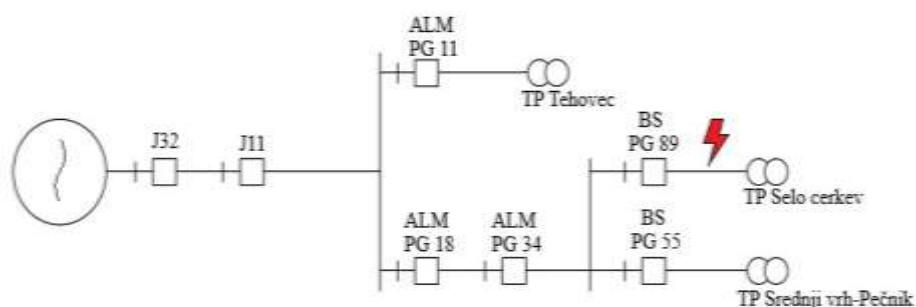 ALM
PG 11
TP Tehovec
J32
J11
BS
PG 89
TP Selo cerkev
ALM
PG 18
ALM
PG 34
BS
PG 55
TP Srednji vrh-Pečnik